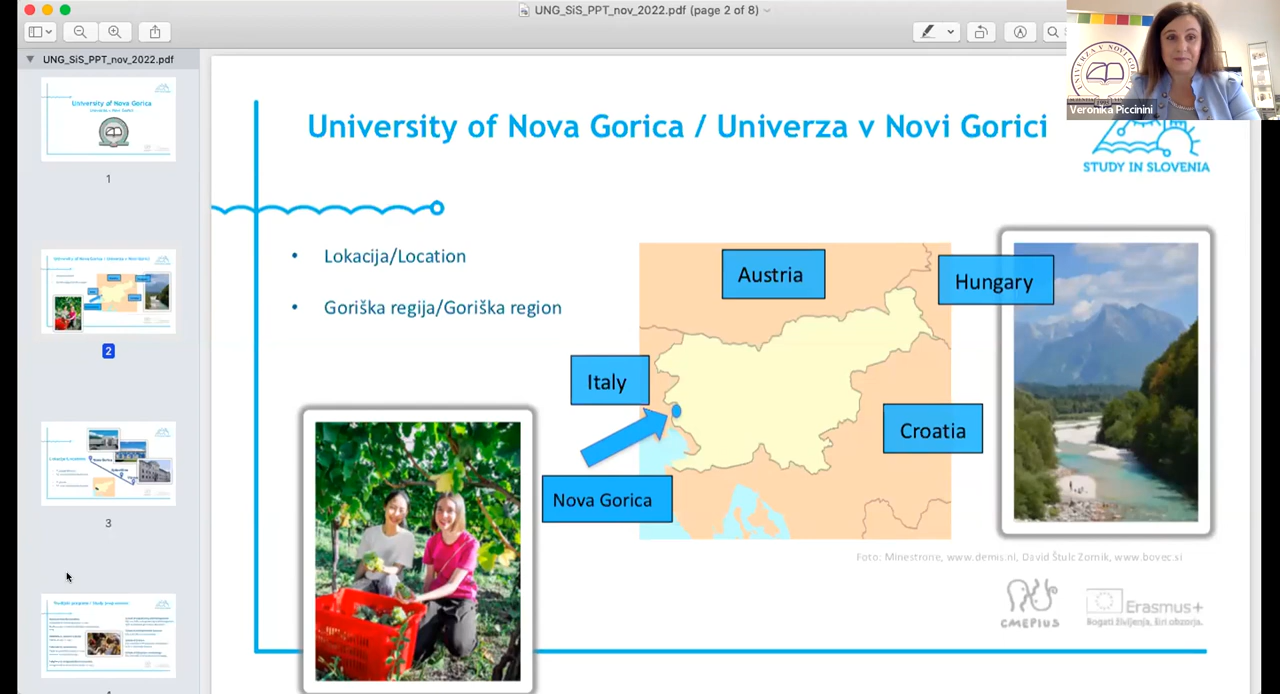 UNG_SiS_PPT_nov_2022.pdf (page 2 of 8)
UNG_SiS_PPT_nov_2022.pdf
Veronika Piccinini
University of Nova Gorica / Univerza v Novi Gorici
STUDY IN SLOVENIA
• Lokacija/Location
• Goriška regija/Goriška region
Austria
Hungary
Italy
Croatia
Nova Gorica
Foto: Minestrone, www.demis.nl, David Štulc Zornik, www.bovec.si
CMEPIUS
Erasmus+
Bogati življenja, širi obzorja.
University of Nova Gorica
1
2
3